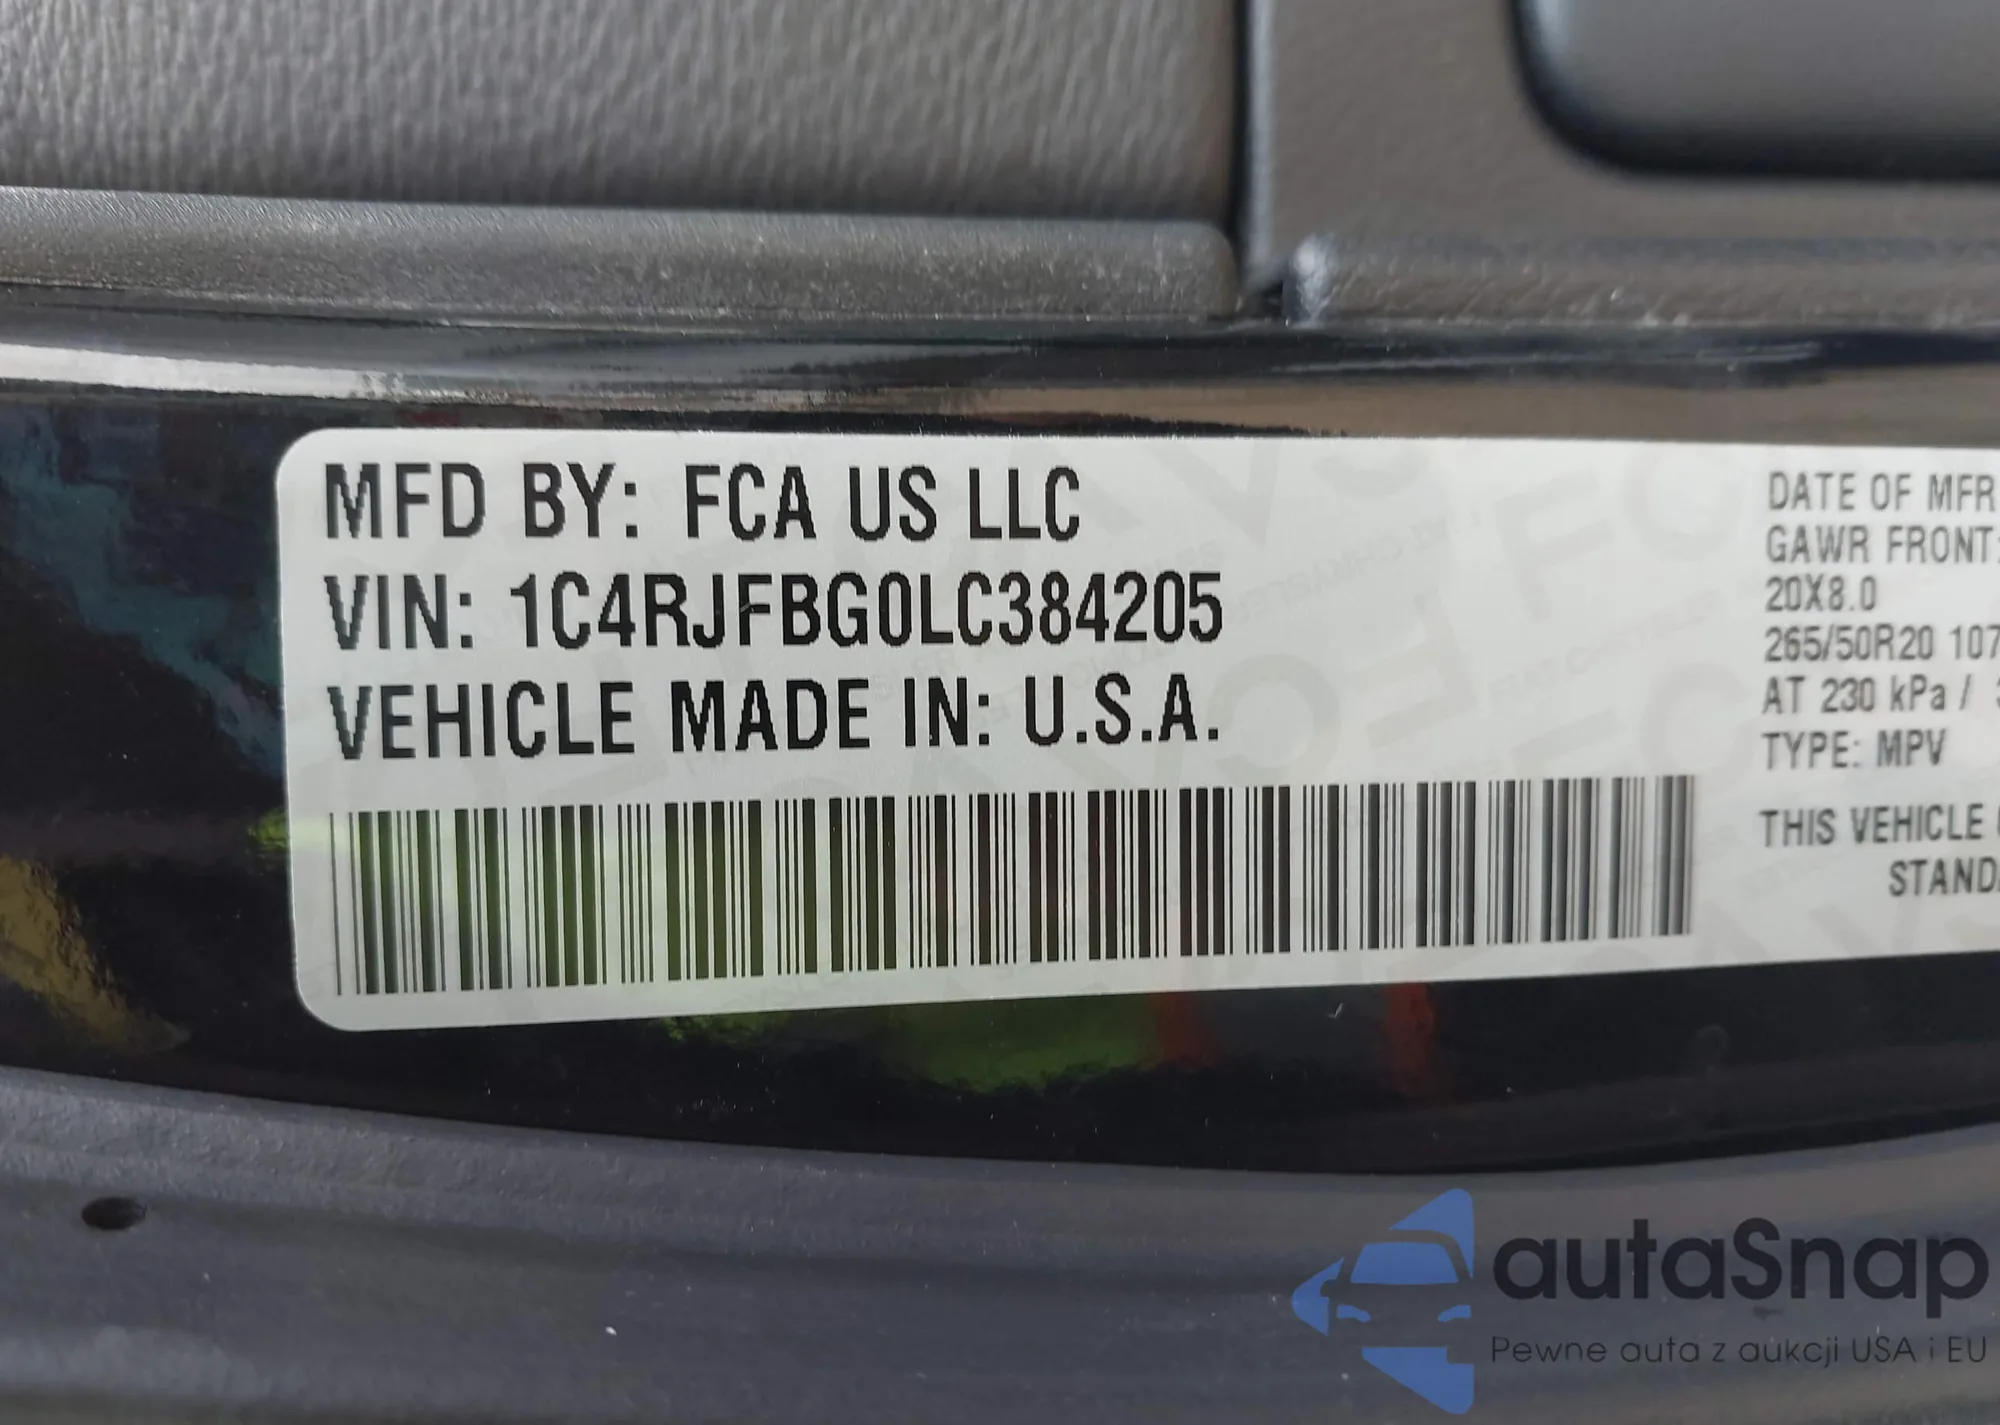 MFD BY: FCA US LLC
VIN: 1C4RJFBG0LC384205
VEHICLE MADE IN: U.S.A.
DATE OF MFR
GAWR FRONT:
20X8.0
265/50R20 107
AT 230 kPa /
TYPE: MPV
THIS VEHICLE
STANDA
autaSnap
Pewne auta z aukcji USA i EU